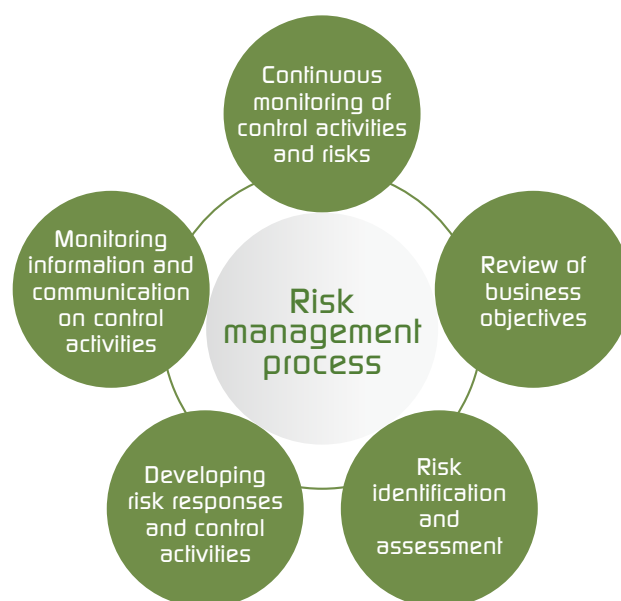 Continuous
monitoring of
control activities
and risks
Monitoring
information and
communication
on control
activities
Risk
management
process
Review of
business
objectives
Developing
risk responses
and control
activities
Risk
identification
and
assessment